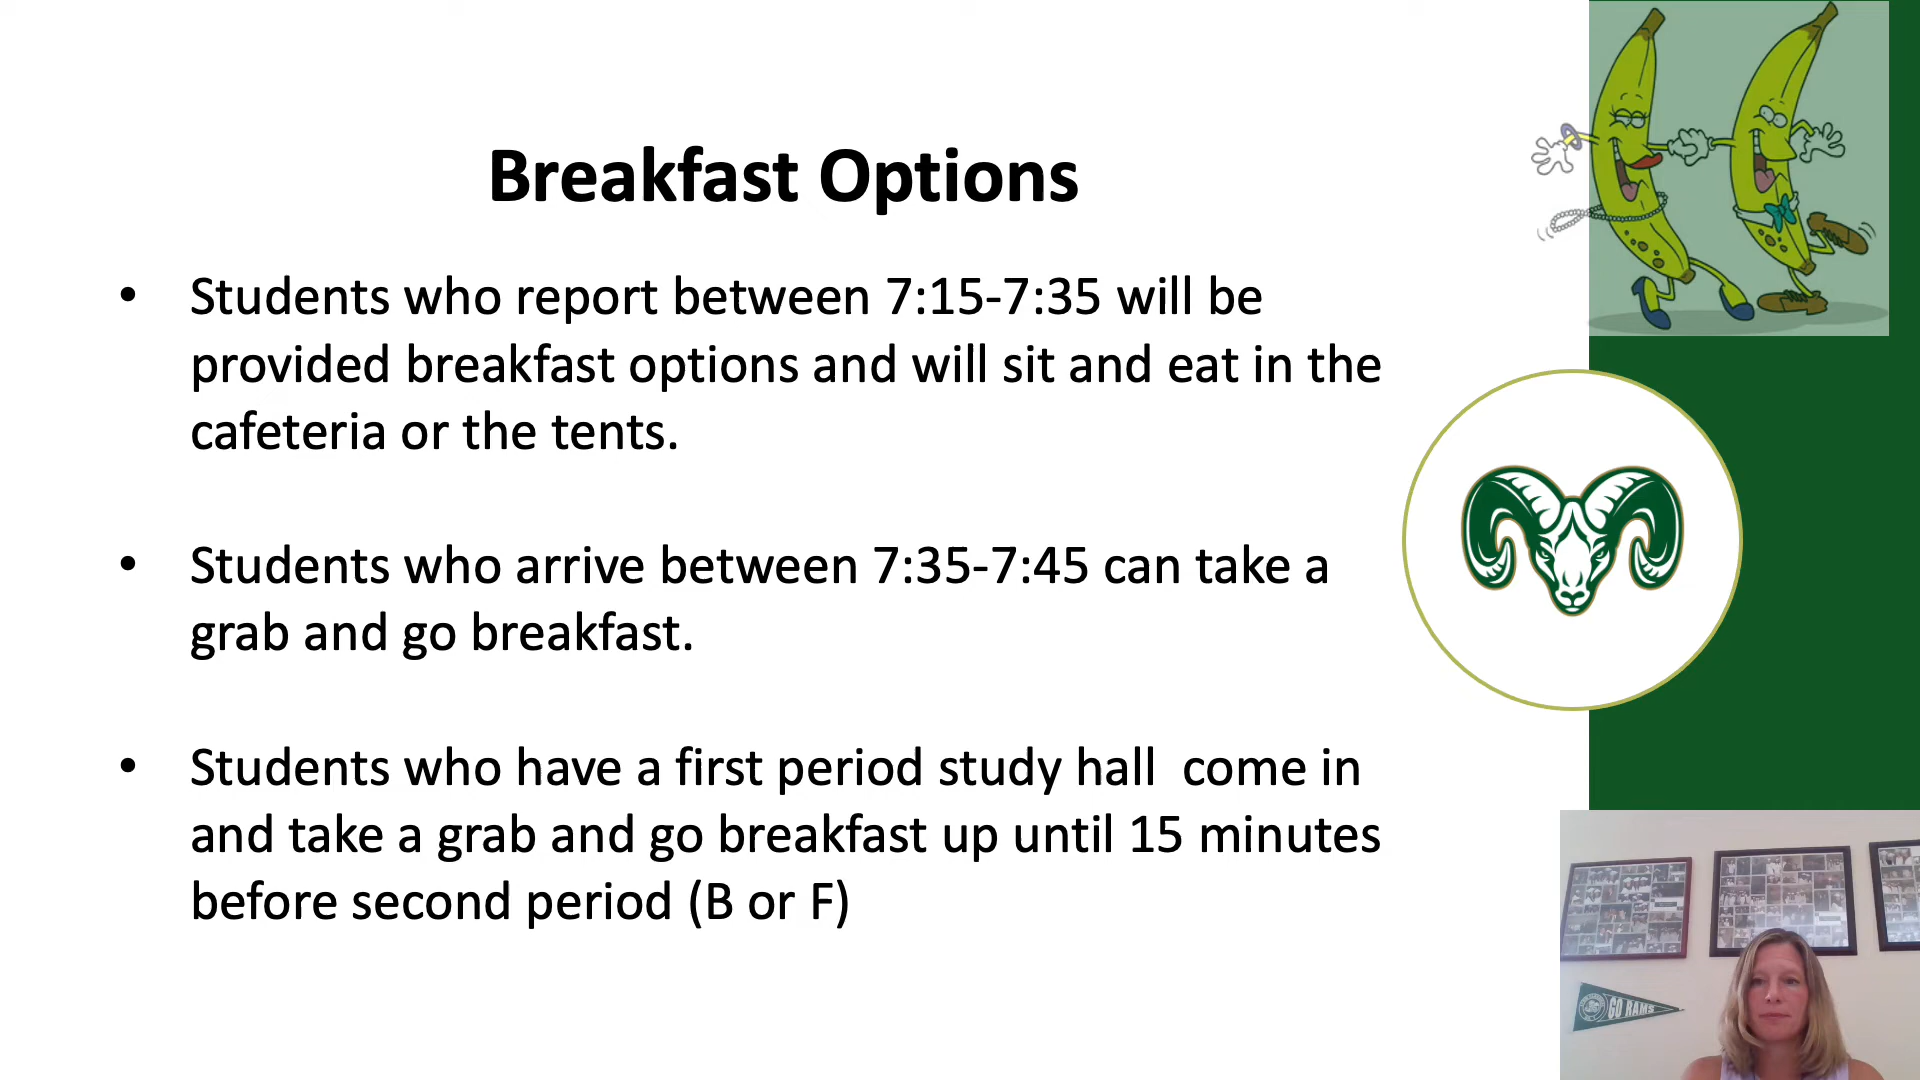 Breakfast Options
• Students who report between 7:15-7:35 will be
provided breakfast options and will sit and eat in the
cafeteria or the tents.
• Students who arrive between 7:35-7:45 can take a
grab and go breakfast.
• Students who have a first period study hall  come in
and take a grab and go breakfast up until 15 minutes
before second period (B or F)
GO RAMS